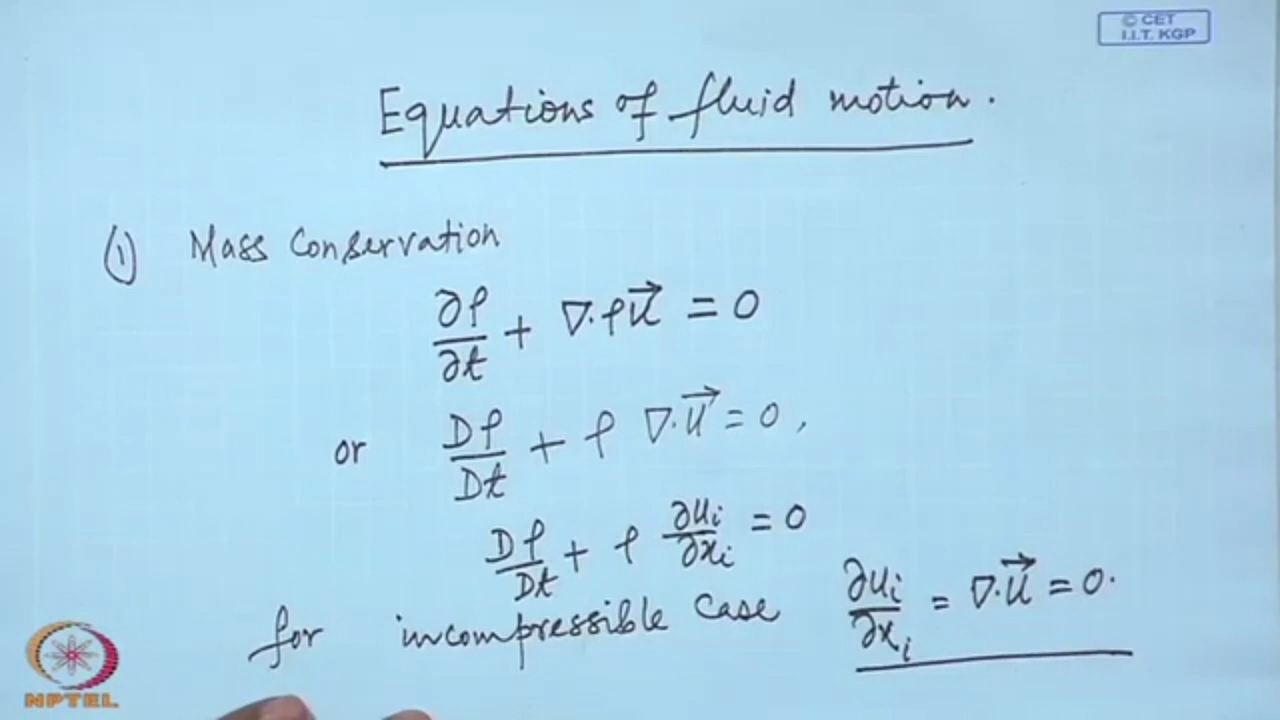 © CET
I.I.T. KGP
Equations of fluid motion.
(1) Mass Conservation
∂ρ/∂t + ∇·ρu⃗ = 0
or Dρ/Dt + ρ ∇·u⃗ = 0,
Dρ/Dt + ρ ∂uᵢ/∂xᵢ = 0
for incompressible case ∂uᵢ/∂xᵢ = ∇·u⃗ = 0.
NPTEL